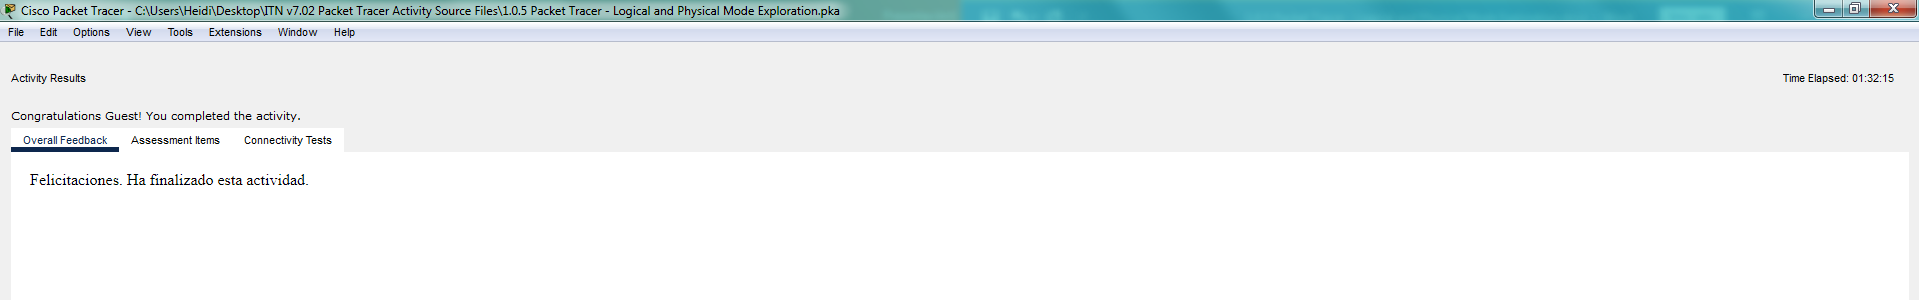 Cisco Packet Tracer - C:\Users\Heidi\Desktop\ITN v7.02 Packet Tracer Activity Source Files\1.0.5 Packet Tracer - Logical and Physical Mode Exploration.pka
File Edit Options View Tools Extensions Window Help
Activity Results Time Elapsed: 01:32:15
Congratulations Guest! You completed the activity.
Overall Feedback Assessment Items Connectivity Tests
Felicitaciones. Ha finalizado esta actividad.